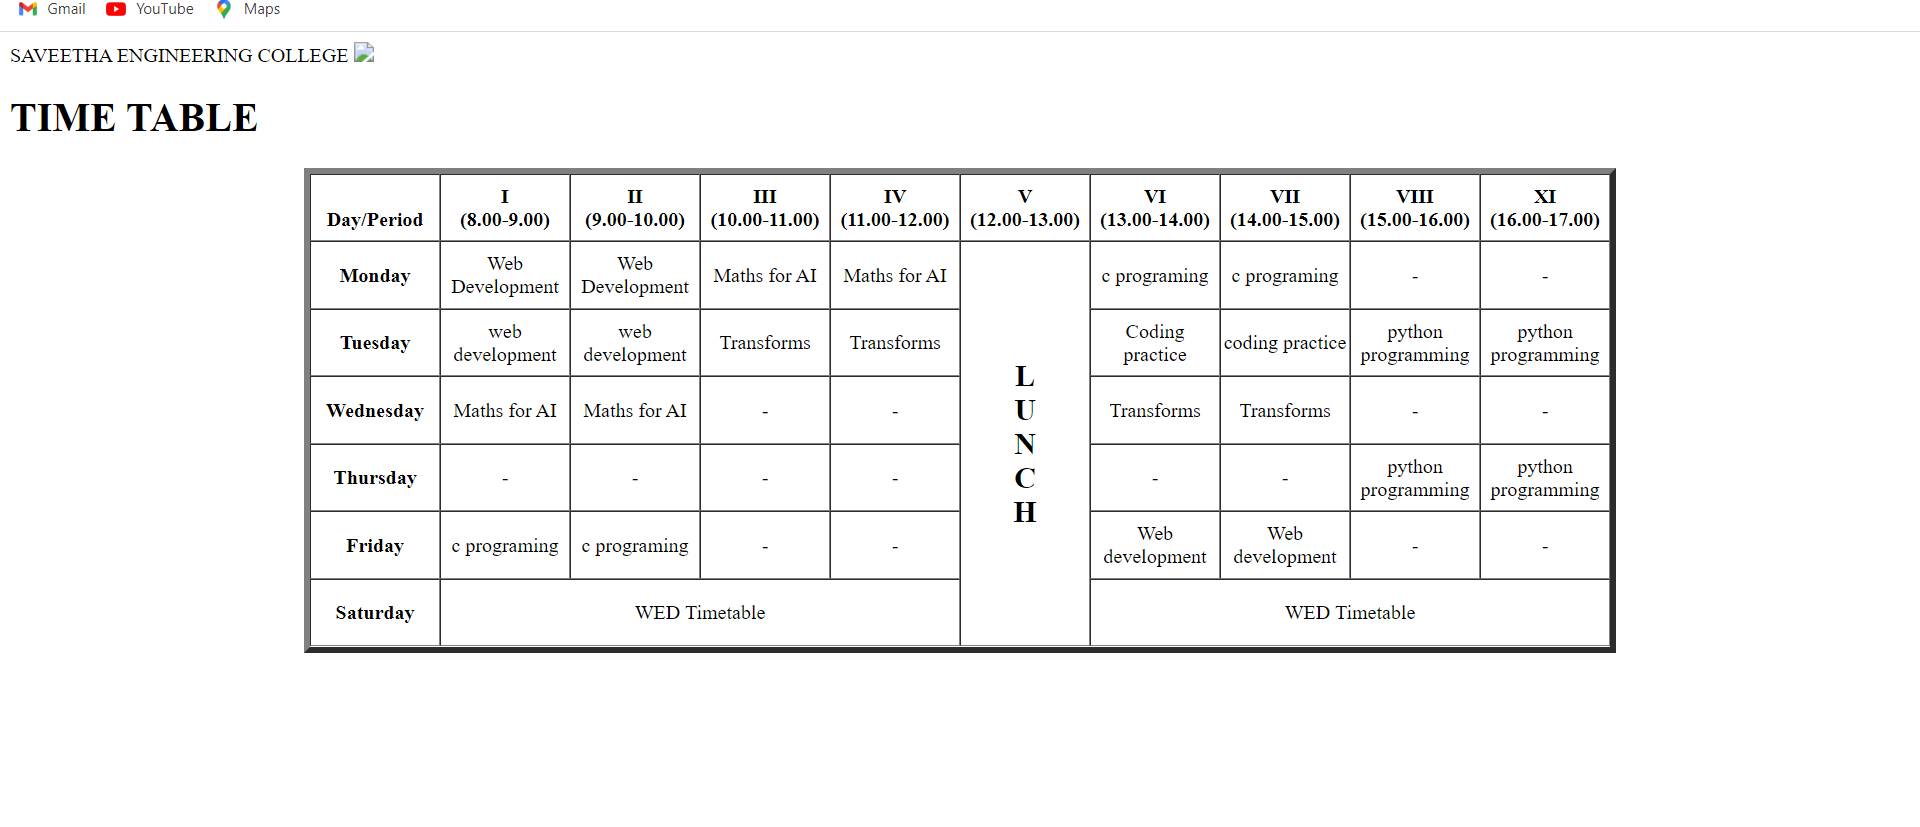 Gmail YouTube Maps
SAVEETHA ENGINEERING COLLEGE
TIME TABLE
Day/Period
I
(8.00-9.00)
II
(9.00-10.00)
III
(10.00-11.00)
IV
(11.00-12.00)
V
(12.00-13.00)
VI
(13.00-14.00)
VII
(14.00-15.00)
VIII
(15.00-16.00)
XI
(16.00-17.00)
Monday
Web
Development
Web
Development
Maths for AI
Maths for AI
L
U
N
C
H
c programing
c programing
-
-
Tuesday
web
development
web
development
Transforms
Transforms
Coding
practice
coding practice
python
programming
python
programming
Wednesday
Maths for AI
Maths for AI
-
-
Transforms
Transforms
-
-
Thursday
-
-
-
-
-
-
python
programming
python
programming
Friday
c programing
c programing
-
-
Web
development
Web
development
-
-
Saturday
WED Timetable
WED Timetable